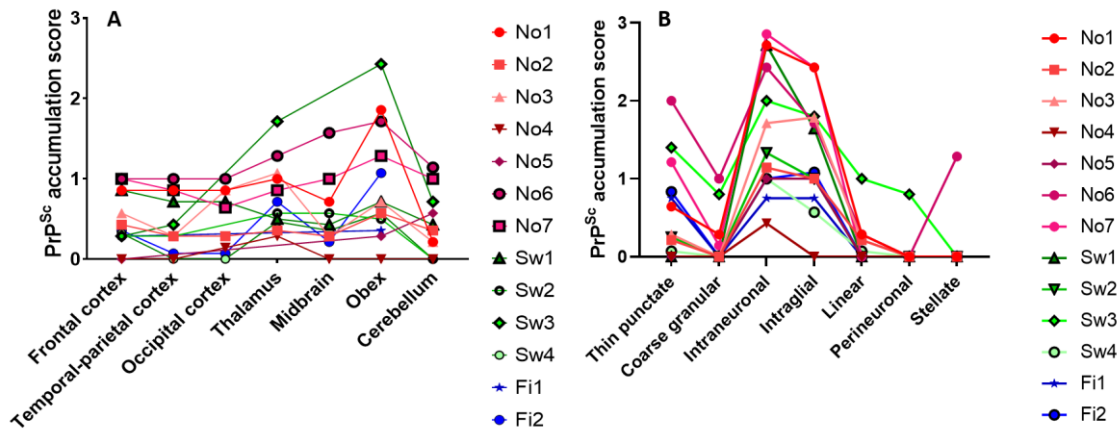 A
PrPSc
accumulation score
3
2
1
0
Frontal cortex
Temporal-parietal cortex
Occipital cortex
Thalamus
Midbrain
Obex
Cerebellum
No1
No2
No3
No4
No5
No6
No7
Sw1
Sw2
Sw3
Sw4
Fi1
Fi2
B
PrPSc
accumulation score
3
2
1
0
Thin punctate
Coarse granular
Intraneuronal
Intraglial
Linear
Perineuronal
Stellate
No1
No2
No3
No4
No5
No6
No7
Sw1
Sw2
Sw3
Sw4
Fi1
Fi2